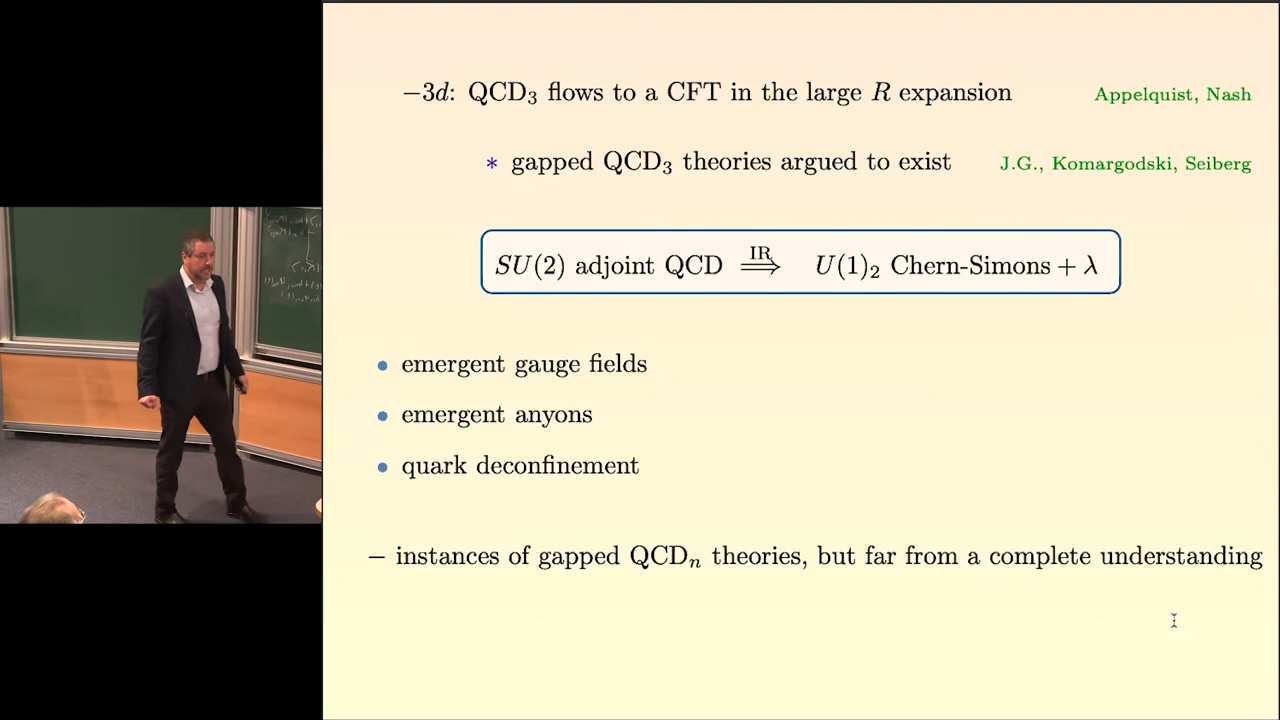 −3d: QCD₃ flows to a CFT in the large R expansion Appelquist, Nash
* gapped QCD₃ theories argued to exist J.G., Komargodski, Seiberg
SU(2) adjoint QCD IR⟹ U(1)₂ Chern-Simons + λ
• emergent gauge fields
• emergent anyons
• quark deconfinement
− instances of gapped QCDₙ theories, but far from a complete understanding